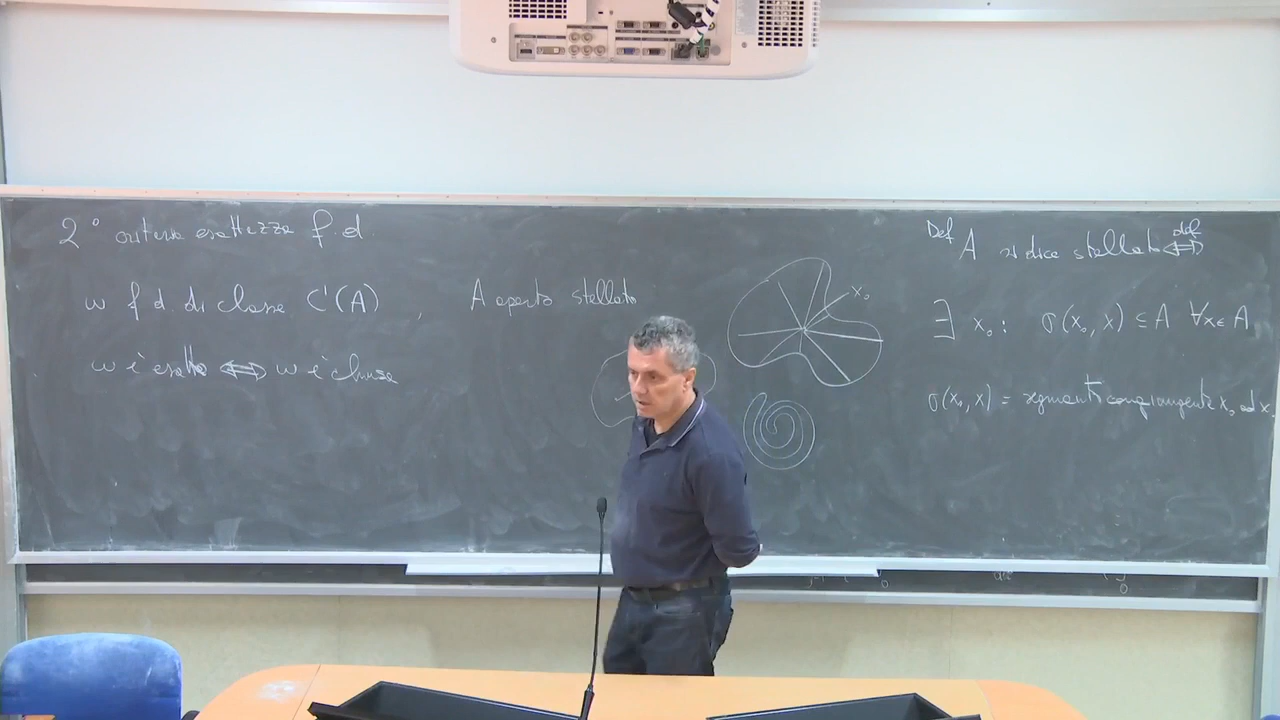 2° criterio esattezza f.d.
ω f.d. di classe C¹(A) , A aperto stellato
ω è esatta ⟺ ω è chiusa
x₀
Def A si dice stellato ⟺ def
∃ x₀ : σ(x₀, x) ⊆ A ∀x∈A
σ(x₀, x) = segmento congiungente x₀ ad x.